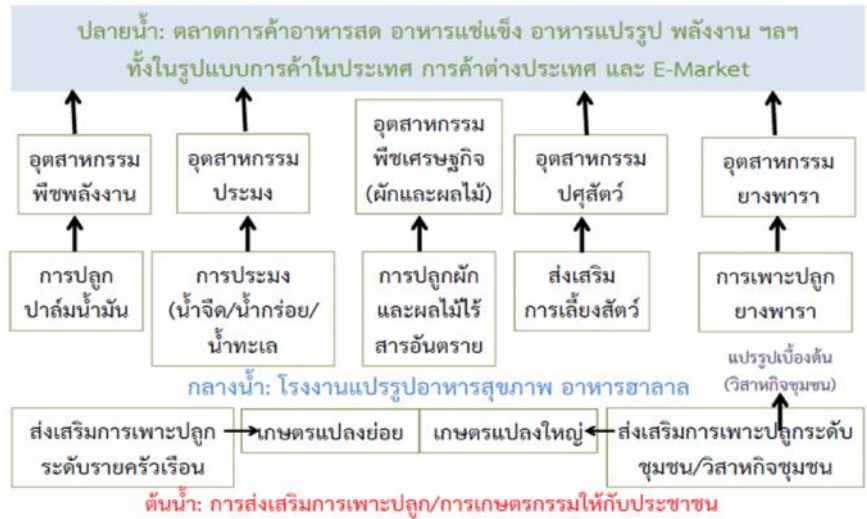 ปลายน้ำ: ตลาดการค้าอาหารสด อาหารแช่แข็ง อาหารแปรรูป พลังงาน ฯลฯ
ทั้งในรูปแบบการค้าในประเทศ การค้าต่างประเทศ และ E-Market
อุตสาหกรรม
พืชพลังงาน
อุตสาหกรรม
ประมง
อุตสาหกรรม
พืชเศรษฐกิจ
(ผักและผลไม้)
อุตสาหกรรม
ปศุสัตว์
อุตสาหกรรม
ยางพารา
การปลูก
ปาล์มน้ำมัน
การประมง
(น้ำจืด/น้ำกร่อย/
น้ำทะเล
การปลูกผัก
และผลไม้ไร้
สารอันตราย
ส่งเสริม
การเลี้ยงสัตว์
การเพาะปลูก
ยางพารา
แปรรูปเบื้องต้น
(วิสาหกิจชุมชน)
กลางน้ำ: โรงงานแปรรูปอาหารสุขภาพ อาหารฮาลาล
ส่งเสริมการเพาะปลูก
ระดับรายครัวเรือน
เกษตรแปลงย่อย
เกษตรแปลงใหญ่
ส่งเสริมการเพาะปลูกระดับ
ชุมชน/วิสาหกิจชุมชน
ต้นน้ำ: การส่งเสริมการเพาะปลูก/การเกษตรกรรมให้กับประชาชน